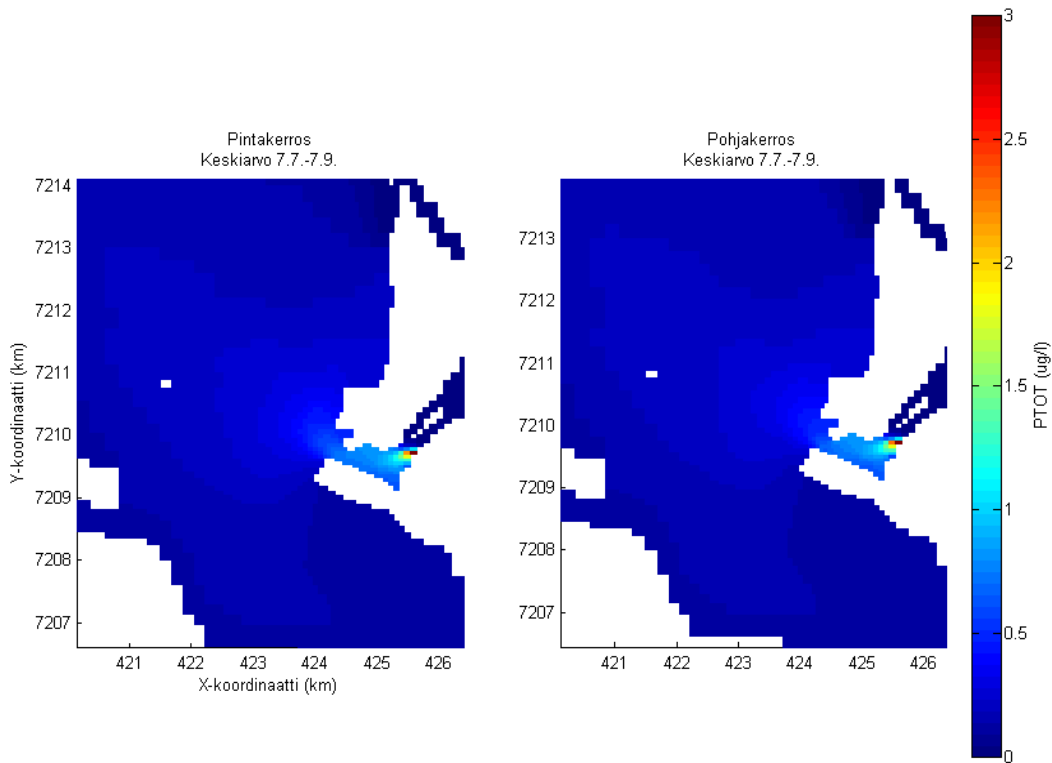 Pintakerros
Keskiarvo 7.7.-7.9.
7214
7213
7212
7211
7210
7209
7208
7207
Y-koordinaatti (km)
421 422 423 424 425 426
X-koordinaatti (km)
Pohjakerros
Keskiarvo 7.7.-7.9.
7213
7212
7211
7210
7209
7208
7207
421 422 423 424 425 426
3
2.5
2
1.5
1
0.5
0
PTOT (ug/l)